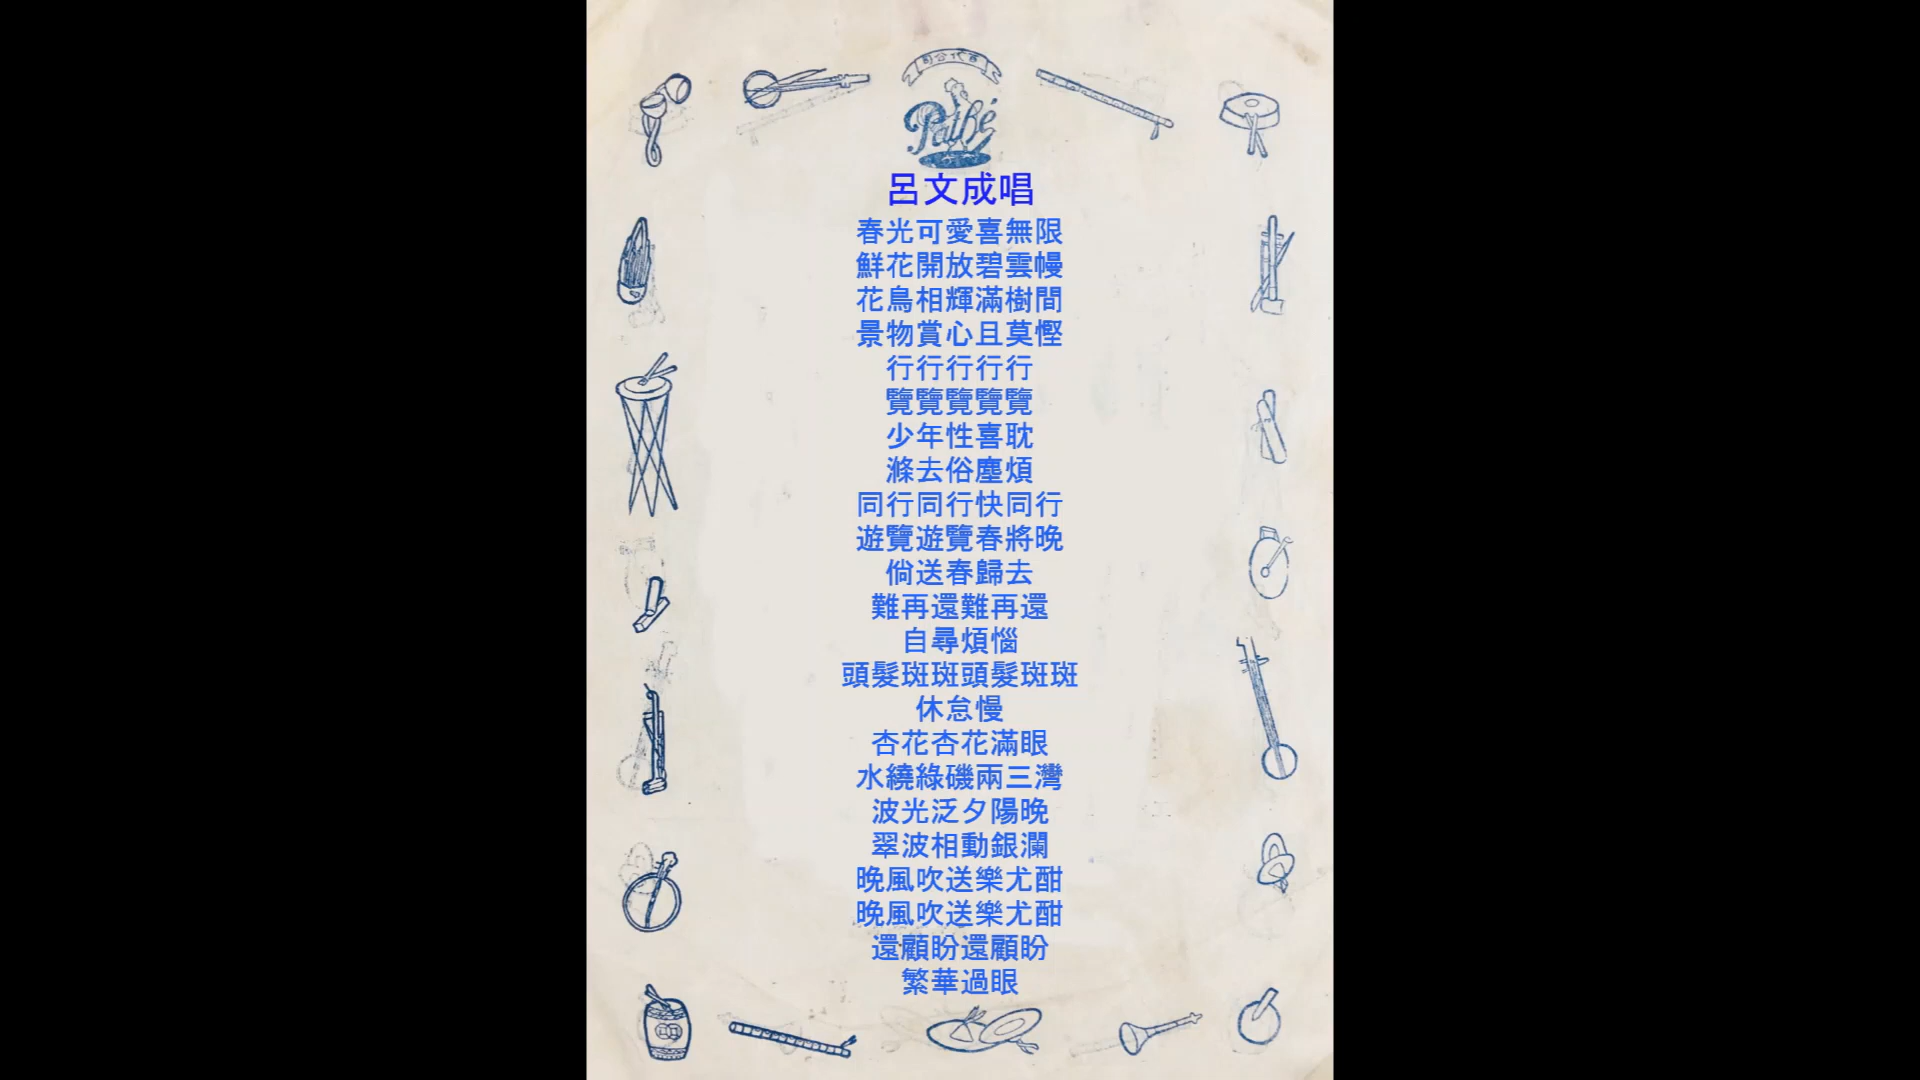 司公代百
Pathé
呂文成唱
春光可愛喜無限
鮮花開放碧雲幔
花鳥相輝滿樹間
景物賞心且莫慳
行行行行行
覽覽覽覽覽
少年性喜耽
滌去俗塵煩
同行同行快同行
遊覽遊覽春將晚
倘送春歸去
難再還難再還
自尋煩惱
頭髮斑斑頭髮斑斑
休怠慢
杏花杏花滿眼
水繞綠磯兩三灣
波光泛夕陽晚
翠波相動銀瀾
晚風吹送樂尤酣
晚風吹送樂尤酣
還顧盼還顧盼
繁華過眼